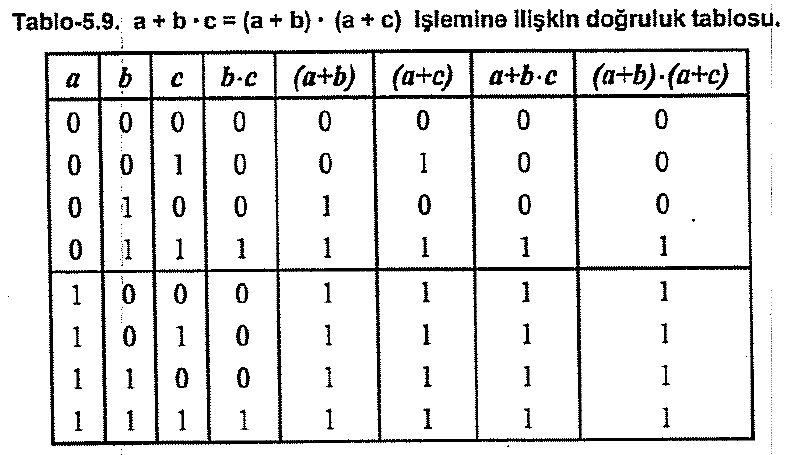 Tablo-5.9. a + b · c = (a + b) · (a + c) işlemine ilişkin doğruluk tablosu.
a b c b·c (a+b) (a+c) a+b·c (a+b)·(a+c)
0 0 0 0 0 0 0 0
0 0 1 0 0 1 0 0
0 1 0 0 1 0 0 0
0 1 1 1 1 1 1 1
1 0 0 0 1 1 1 1
1 0 1 0 1 1 1 1
1 1 0 0 1 1 1 1
1 1 1 1 1 1 1 1